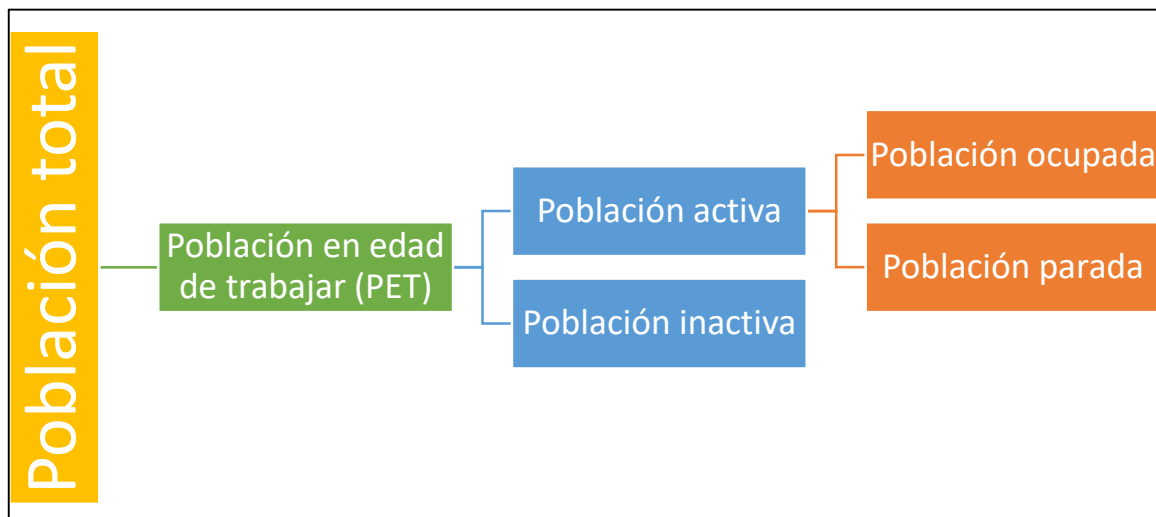 Población total
Población en edad
de trabajar (PET)
Población activa
Población inactiva
Población ocupada
Población parada